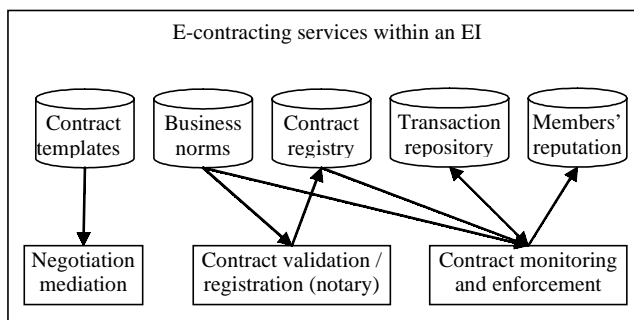 E-contracting services within an EI
Contract
templates
Business
norms
Contract
registry
Transaction
repository
Members'
reputation
Negotiation
mediation
Contract validation /
registration (notary)
Contract monitoring
and enforcement